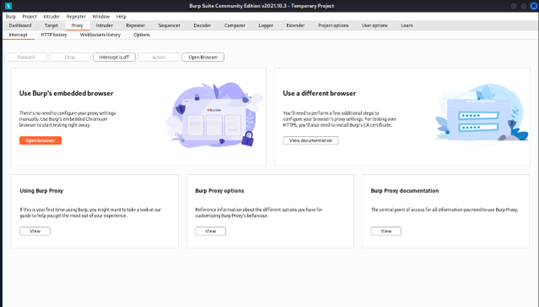 Burp Suite Community Edition v2021.10.3 - Temporary Project
Burp Project Intruder Repeater Window Help
Dashboard Target Proxy Intruder Repeater Sequencer Decoder Comparer Logger Extender Project options User options Learn
Intercept HTTP history WebSockets history Options
Forward Drop Intercept is off Action Open Browser
Use Burp's embedded browser
There's no need to configure your proxy settings
manually. Use Burp's embedded Chromium
browser to start testing right away.
Open browser
Use a different browser
You'll need to perform a few additional steps to
configure your browser's proxy settings. For testing over
HTTPS, you'll also need to install Burp's CA certificate.
View documentation
Using Burp Proxy
If this is your first time using Burp, you might want to take a look at our
guide to help you get the most out of your experience.
View
Burp Proxy options
Reference information about the different options you have for
customizing Burp Proxy's behaviour.
View
Burp Proxy documentation
The central point of access for all information you need to use Burp Proxy.
View